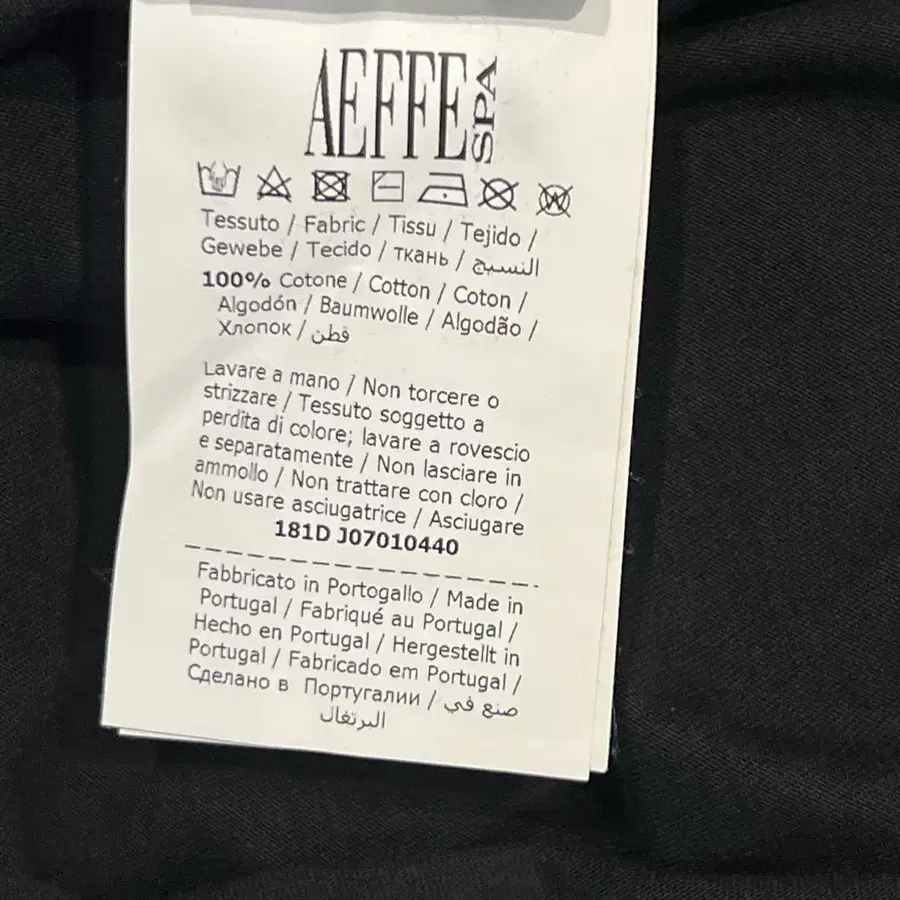 AEFFE SPA
Tessuto / Fabric / Tissu / Tejido /
Gewebe / Tecido / ткань / النسيج
100% Cotone / Cotton / Coton /
Algodón / Baumwolle / Algodão /
Хлопок / قطن
Lavare a mano / Non torcere o
strizzare / Tessuto soggetto a
perdita di colore; lavare a rovescio
e separatamente / Non lasciare in
ammollo / Non trattare con cloro /
Non usare asciugatrice / Asciugare
181D J07010440
Fabbricato in Portogallo / Made in
Portugal / Fabriqué au Portugal /
Hecho en Portugal / Hergestellt in
Portugal / Fabricado em Portugal /
Сделано в Португалии / صنع في
البرتغال